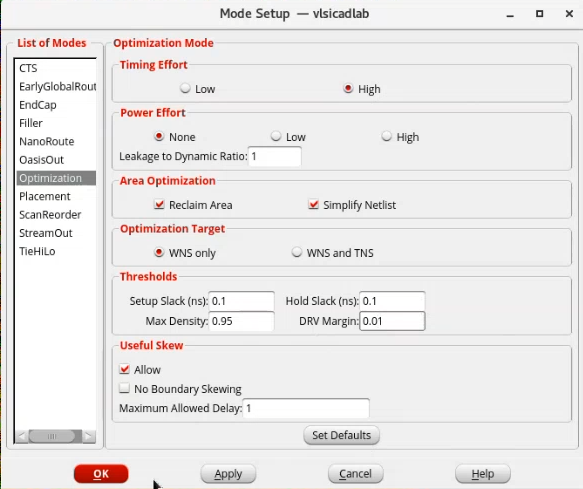 Mode Setup — vlsicadlab
List of Modes
CTS
EarlyGlobalRout
EndCap
Filler
NanoRoute
OasisOut
Optimization
Placement
ScanReorder
StreamOut
TieHiLo
Optimization Mode
Timing Effort
Low High
Power Effort
None Low High
Leakage to Dynamic Ratio: 1
Area Optimization
Reclaim Area Simplify Netlist
Optimization Target
WNS only WNS and TNS
Thresholds
Setup Slack (ns): 0.1 Hold Slack (ns): 0.1
Max Density: 0.95 DRV Margin: 0.01
Useful Skew
Allow
No Boundary Skewing
Maximum Allowed Delay: 1
Set Defaults
OK Apply Cancel Help